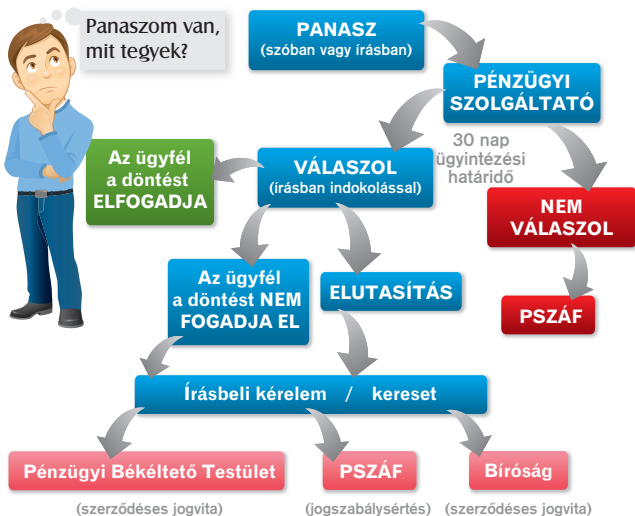 Panaszom van,
mit tegyek?
PANASZ
(szóban vagy írásban)
PÉNZÜGYI
SZOLGÁLTATÓ
30 nap
ügyintézési
határidő
VÁLASZOL
(írásban indokolással)
Az ügyfél
a döntést
ELFOGADJA
NEM
VÁLASZOL
Az ügyfél
a döntést NEM
FOGADJA EL
ELUTASÍTÁS
PSZÁF
Írásbeli kérelem / kereset
Pénzügyi Békéltető Testület
(szerződéses jogvita)
PSZÁF
(jogszabálysértés)
Bíróság
(szerződéses jogvita)